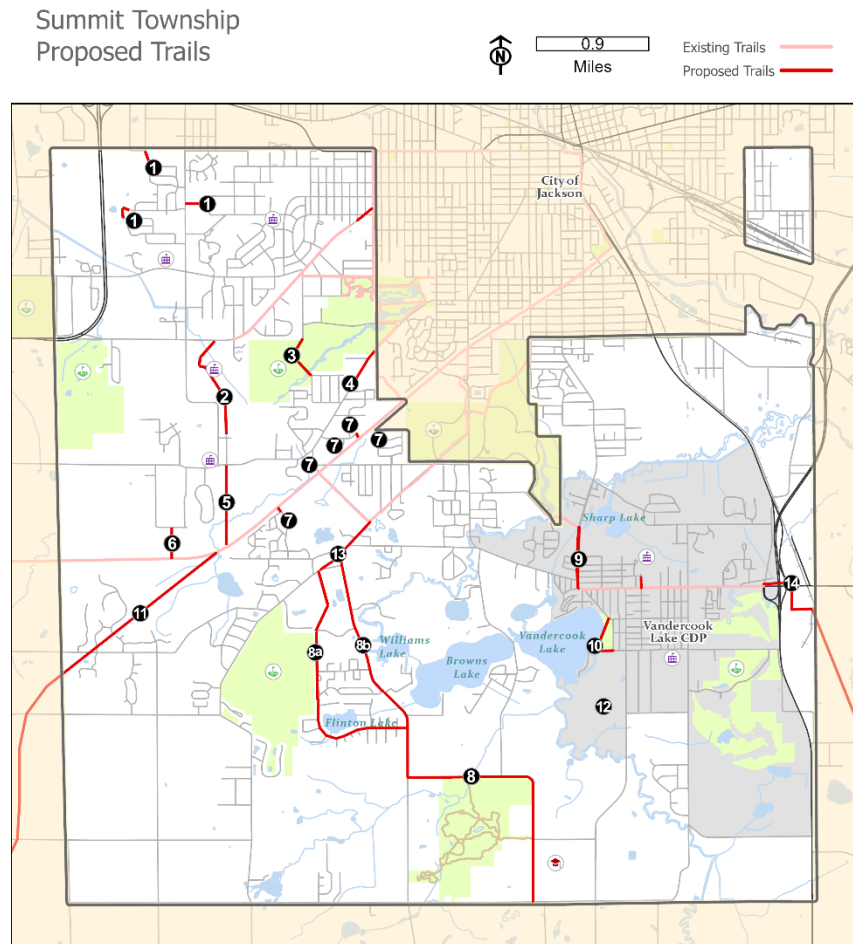 Summit Township
Proposed Trails
N
0.9
Miles
Existing Trails
Proposed Trails
City of
Jackson
1
1
1
3
4
2
7
7
7
7
5
7
6
Sharp Lake
9
13
14
11
8a
8b
Williams
Lake
Browns
Lake
Vandercook
Lake
10
Vandercook
Lake CDP
12
Flinton Lake
8